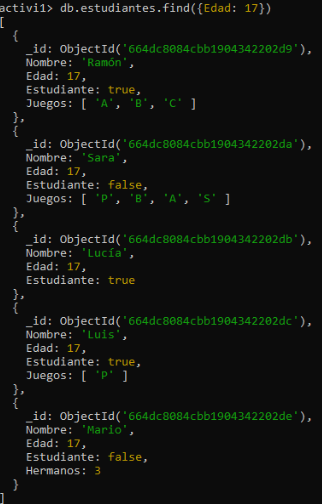 activi1> db.estudiantes.find({Edad: 17})
[
  {
    _id: ObjectId('664dc8084cbb1904342202d9'),
    Nombre: 'Ramón',
    Edad: 17,
    Estudiante: true,
    Juegos: [ 'A', 'B', 'C' ]
  },
  {
    _id: ObjectId('664dc8084cbb1904342202da'),
    Nombre: 'Sara',
    Edad: 17,
    Estudiante: false,
    Juegos: [ 'P', 'B', 'A', 'S' ]
  },
  {
    _id: ObjectId('664dc8084cbb1904342202db'),
    Nombre: 'Lucía',
    Edad: 17,
    Estudiante: true
  },
  {
    _id: ObjectId('664dc8084cbb1904342202dc'),
    Nombre: 'Luis',
    Edad: 17,
    Estudiante: true,
    Juegos: [ 'P' ]
  },
  {
    _id: ObjectId('664dc8084cbb1904342202de'),
    Nombre: 'Mario',
    Edad: 17,
    Estudiante: false,
    Hermanos: 3
  }
]